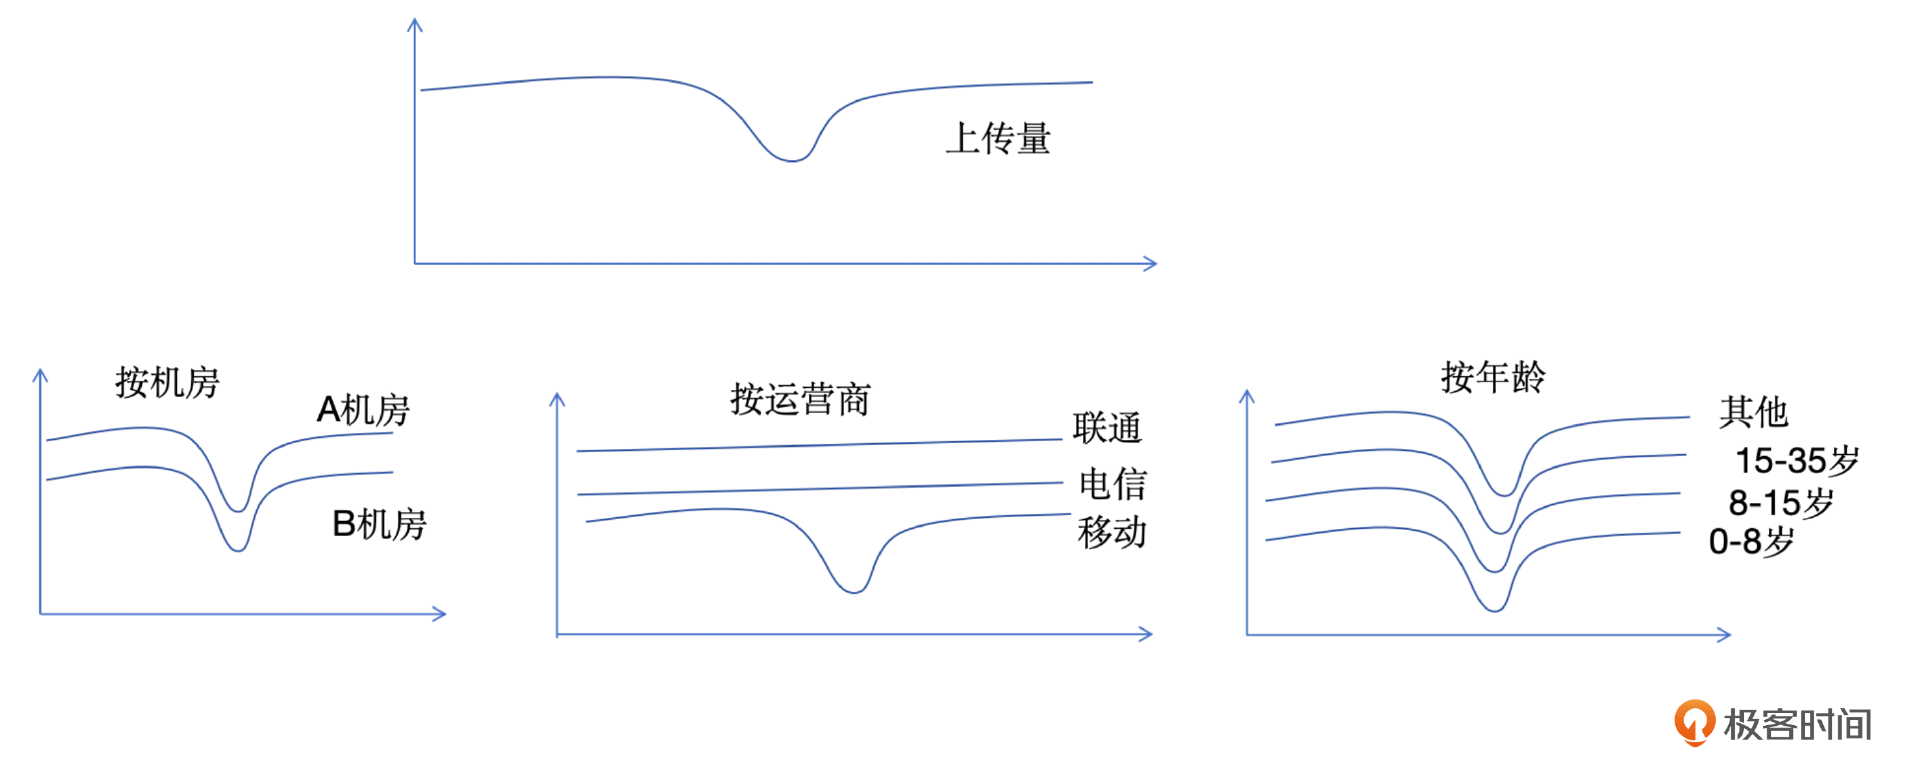 上传量
按机房
A机房
B机房
按运营商
联通
电信
移动
按年龄
其他
15-35岁
8-15岁
0-8岁
极客时间